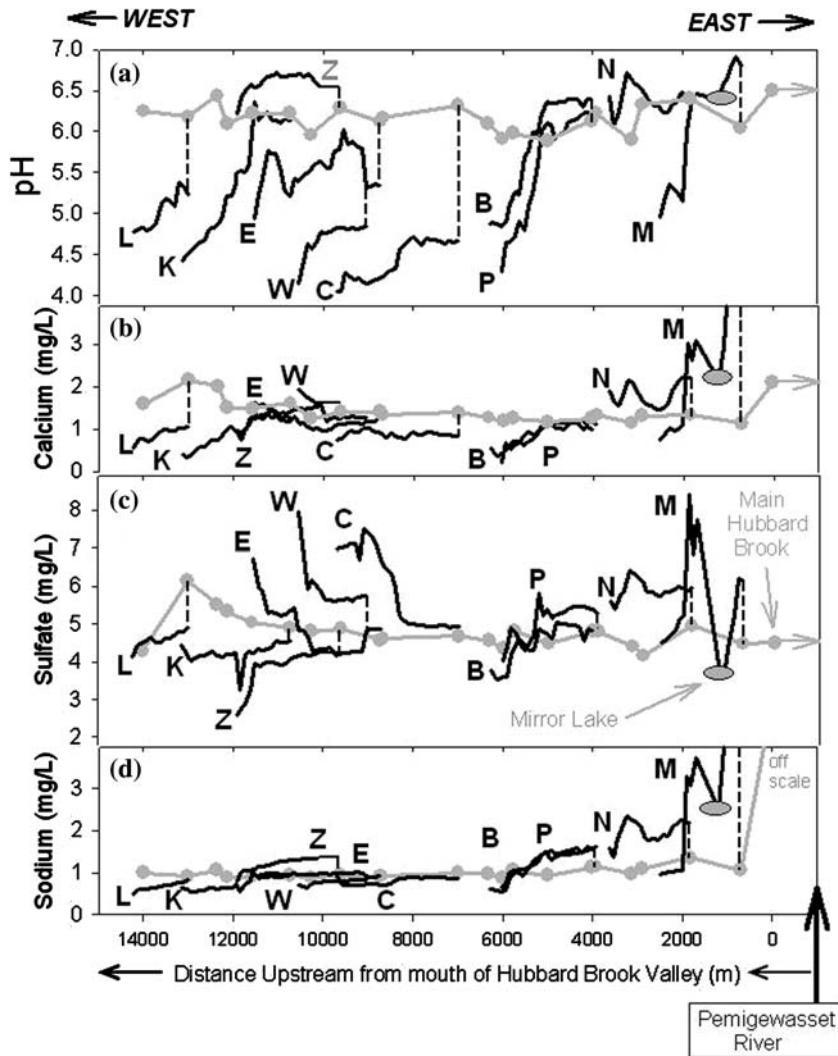 WEST EAST
(a)
7.0
6.5
6.0
5.5
5.0
4.5
4.0
pH
L K E Z W C B P N M
(b)
3
2
1
0
Calcium (mg/L)
L K Z E W C B P N M
(c)
8
7
6
5
4
3
2
Sulfate (mg/L)
L K Z E W C B P N M
Main
Hubbard
Brook
Mirror Lake
(d)
3
2
1
0
Sodium (mg/L)
L K Z W E C B P N M
off
scale
14000 12000 10000 8000 6000 4000 2000 0
Distance Upstream from mouth of Hubbard Brook Valley (m)
Pemigewasset
River